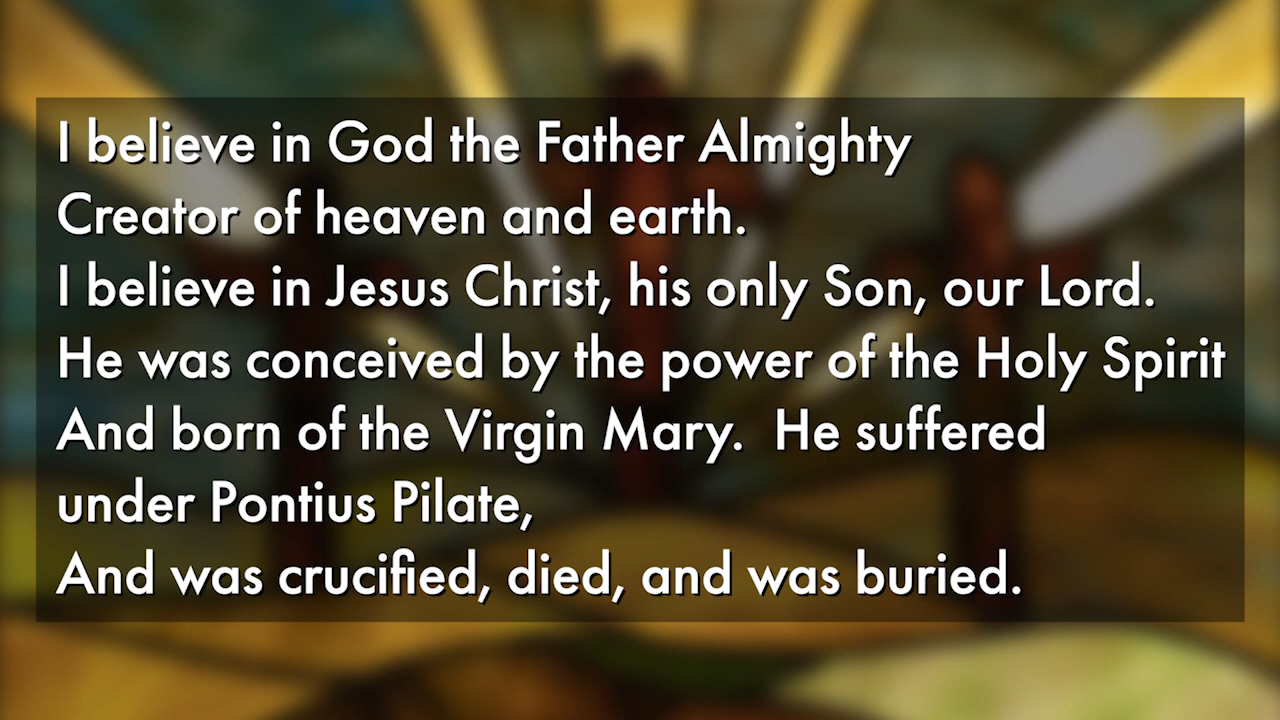 I believe in God the Father Almighty
Creator of heaven and earth.
I believe in Jesus Christ, his only Son, our Lord.
He was conceived by the power of the Holy Spirit
And born of the Virgin Mary.  He suffered
under Pontius Pilate,
And was crucified, died, and was buried.